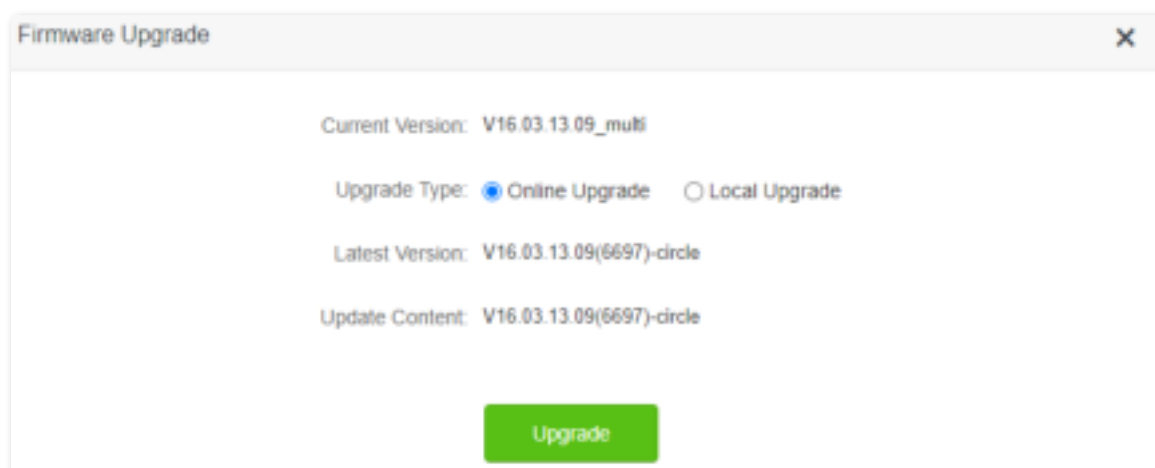 Firmware Upgrade
Current Version: V16.03.13.09_multi
Upgrade Type: Online Upgrade Local Upgrade
Latest Version: V16.03.13.09(6697)-circle
Update Content: V16.03.13.09(6697)-circle
Upgrade